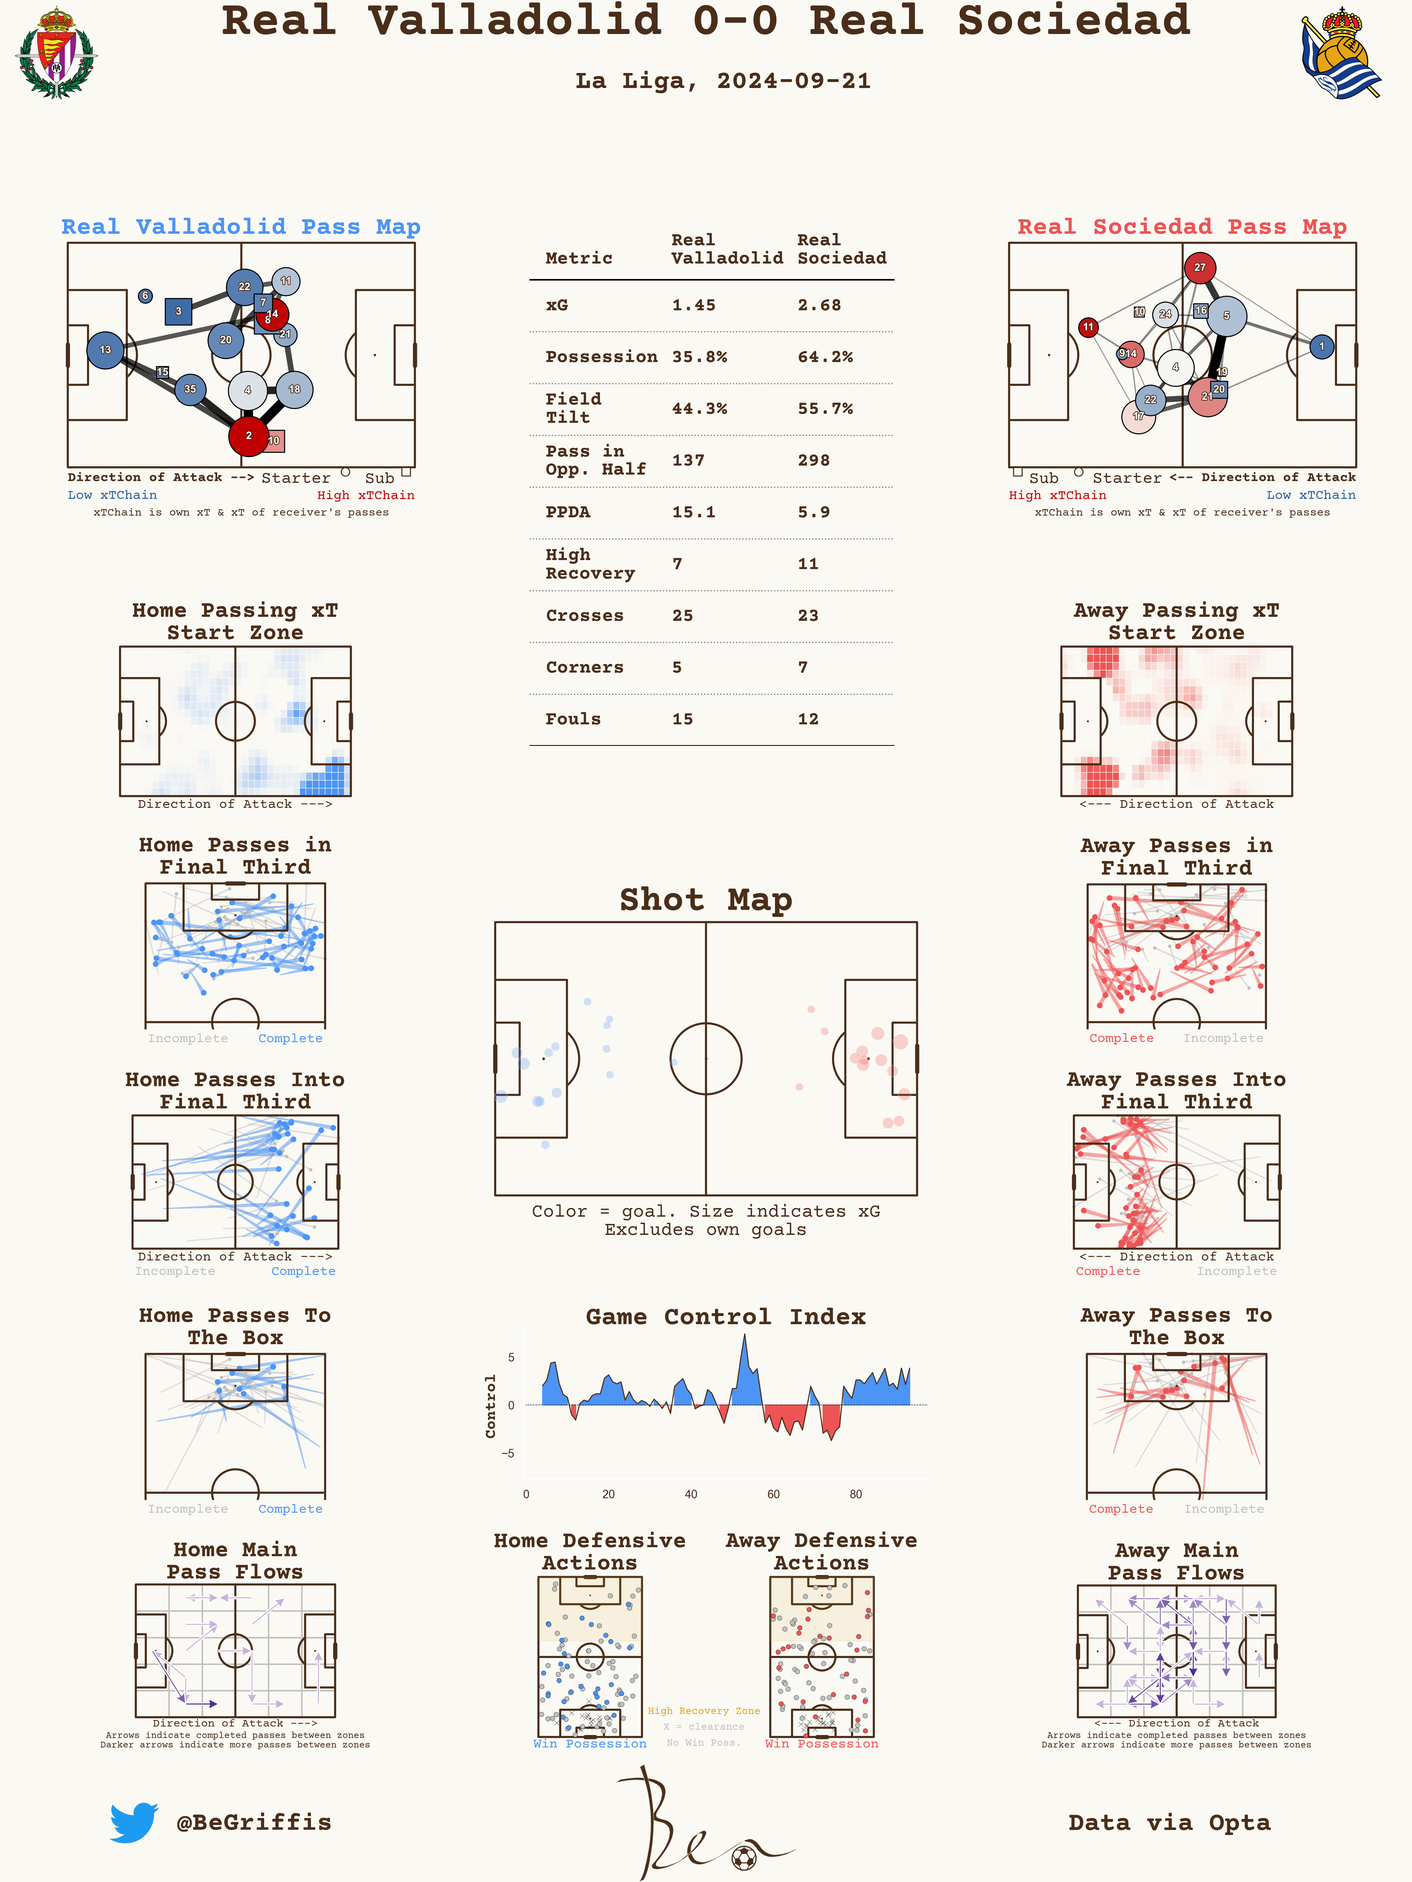 Real Valladolid 0-0 Real Sociedad
La Liga, 2024-09-21
Real Valladolid Pass Map
22
11
6
7
3
14
8
20
21
13
15
35
4
18
2
10
Direction of Attack --> Starter Sub
Low xTChain High xTChain
xTChain is own xT & xT of receiver's passes
Metric Real Valladolid Real Sociedad
xG 1.45 2.68
Possession 35.8% 64.2%
Field Tilt 44.3% 55.7%
Pass in Opp. Half 137 298
PPDA 15.1 5.9
High Recovery 7 11
Crosses 25 23
Corners 5 7
Fouls 15 12
Real Sociedad Pass Map
27
10
24
16
5
11
9
14
1
4
19
20
22
21
17
Sub Starter <-- Direction of Attack
High xTChain Low xTChain
xTChain is own xT & xT of receiver's passes
Home Passing xT
Start Zone
Direction of Attack --->
Away Passing xT
Start Zone
<--- Direction of Attack
Home Passes in
Final Third
Incomplete Complete
Shot Map
Color = goal. Size indicates xG
Excludes own goals
Away Passes in
Final Third
Complete Incomplete
Home Passes Into
Final Third
Direction of Attack --->
Incomplete Complete
Away Passes Into
Final Third
<--- Direction of Attack
Complete Incomplete
Home Passes To
The Box
Incomplete Complete
Game Control Index
Control
5
0
−5
0 20 40 60 80
Away Passes To
The Box
Complete Incomplete
Home Main
Pass Flows
Direction of Attack --->
Arrows indicate completed passes between zones
Darker arrows indicate more passes between zones
Home Defensive
Actions
Win Possession
High Recovery Zone
X = clearance
No Win Poss.
Away Defensive
Actions
Win Possession
Away Main
Pass Flows
<--- Direction of Attack
Arrows indicate completed passes between zones
Darker arrows indicate more passes between zones
@BeGriffis
Ben
Data via Opta